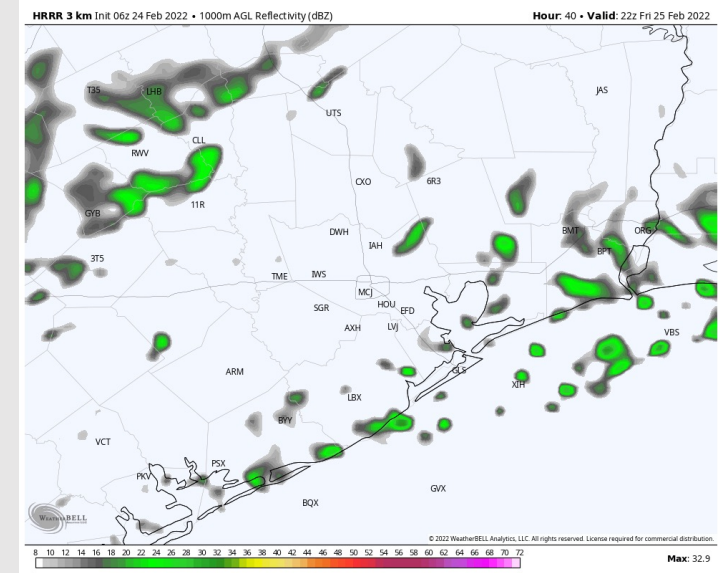 HRRR 3 km Init 06z 24 Feb 2022 • 1000m AGL Reflectivity (dBZ)
Hour: 40 • Valid: 22z Fri 25 Feb 2022
T35
LHB
JAS
UTS
CLL
RWV
CXO
6R3
11R
GYB
DWH
IAH
BMT
ORG
BPT
3T5
TME
IWS
MCJ
SGR
HOU
EFD
AXH
LVJ
VBS
ARM
GLS
XIH
LBX
BYY
VCT
PSX
PKV
GVX
BQX
WEATHERBELL
© 2022 WeatherBELL Analytics, LLC. All rights reserved. License required for commercial distribution.
8 10 12 14 16 18 20 22 24 26 28 30 32 34 36 38 40 42 44 46 48 50 52 54 56 58 60 62 64 66 68 70 72
Max: 32.9